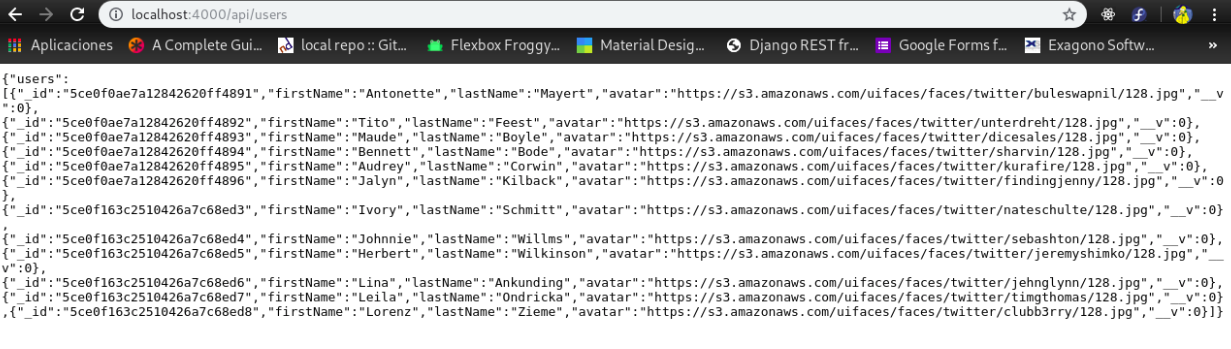 localhost:4000/api/users
Aplicaciones A Complete Gui... local repo :: Git... Flexbox Froggy... Material Desig... Django REST fr... Google Forms f... Exagono Softw... »
{"users":
[{"_id":"5ce0f0ae7a12842620ff4891","firstName":"Antonette","lastName":"Mayert","avatar":"https://s3.amazonaws.com/uifaces/faces/twitter/buleswapnil/128.jpg","__v
":0},
{"_id":"5ce0f0ae7a12842620ff4892","firstName":"Tito","lastName":"Feest","avatar":"https://s3.amazonaws.com/uifaces/faces/twitter/unterdreht/128.jpg","__v":0},
{"_id":"5ce0f0ae7a12842620ff4893","firstName":"Maude","lastName":"Boyle","avatar":"https://s3.amazonaws.com/uifaces/faces/twitter/dicesales/128.jpg","__v":0},
{"_id":"5ce0f0ae7a12842620ff4894","firstName":"Bennett","lastName":"Bode","avatar":"https://s3.amazonaws.com/uifaces/faces/twitter/sharvin/128.jpg","__v":0},
{"_id":"5ce0f0ae7a12842620ff4895","firstName":"Audrey","lastName":"Corwin","avatar":"https://s3.amazonaws.com/uifaces/faces/twitter/kurafire/128.jpg","__v":0},
{"_id":"5ce0f0ae7a12842620ff4896","firstName":"Jalyn","lastName":"Kilback","avatar":"https://s3.amazonaws.com/uifaces/faces/twitter/findingjenny/128.jpg","__v":0
},
{"_id":"5ce0f163c2510426a7c68ed3","firstName":"Ivory","lastName":"Schmitt","avatar":"https://s3.amazonaws.com/uifaces/faces/twitter/nateschulte/128.jpg","__v":0}
,
{"_id":"5ce0f163c2510426a7c68ed4","firstName":"Johnnie","lastName":"Willms","avatar":"https://s3.amazonaws.com/uifaces/faces/twitter/sebashton/128.jpg","__v":0},
{"_id":"5ce0f163c2510426a7c68ed5","firstName":"Herbert","lastName":"Wilkinson","avatar":"https://s3.amazonaws.com/uifaces/faces/twitter/jeremyshimko/128.jpg","__
v":0},
{"_id":"5ce0f163c2510426a7c68ed6","firstName":"Lina","lastName":"Ankunding","avatar":"https://s3.amazonaws.com/uifaces/faces/twitter/jehnglynn/128.jpg","__v":0},
{"_id":"5ce0f163c2510426a7c68ed7","firstName":"Leila","lastName":"Ondricka","avatar":"https://s3.amazonaws.com/uifaces/faces/twitter/timgthomas/128.jpg","__v":0}
,{"_id":"5ce0f163c2510426a7c68ed8","firstName":"Lorenz","lastName":"Zieme","avatar":"https://s3.amazonaws.com/uifaces/faces/twitter/clubb3rry/128.jpg","__v":0}]}